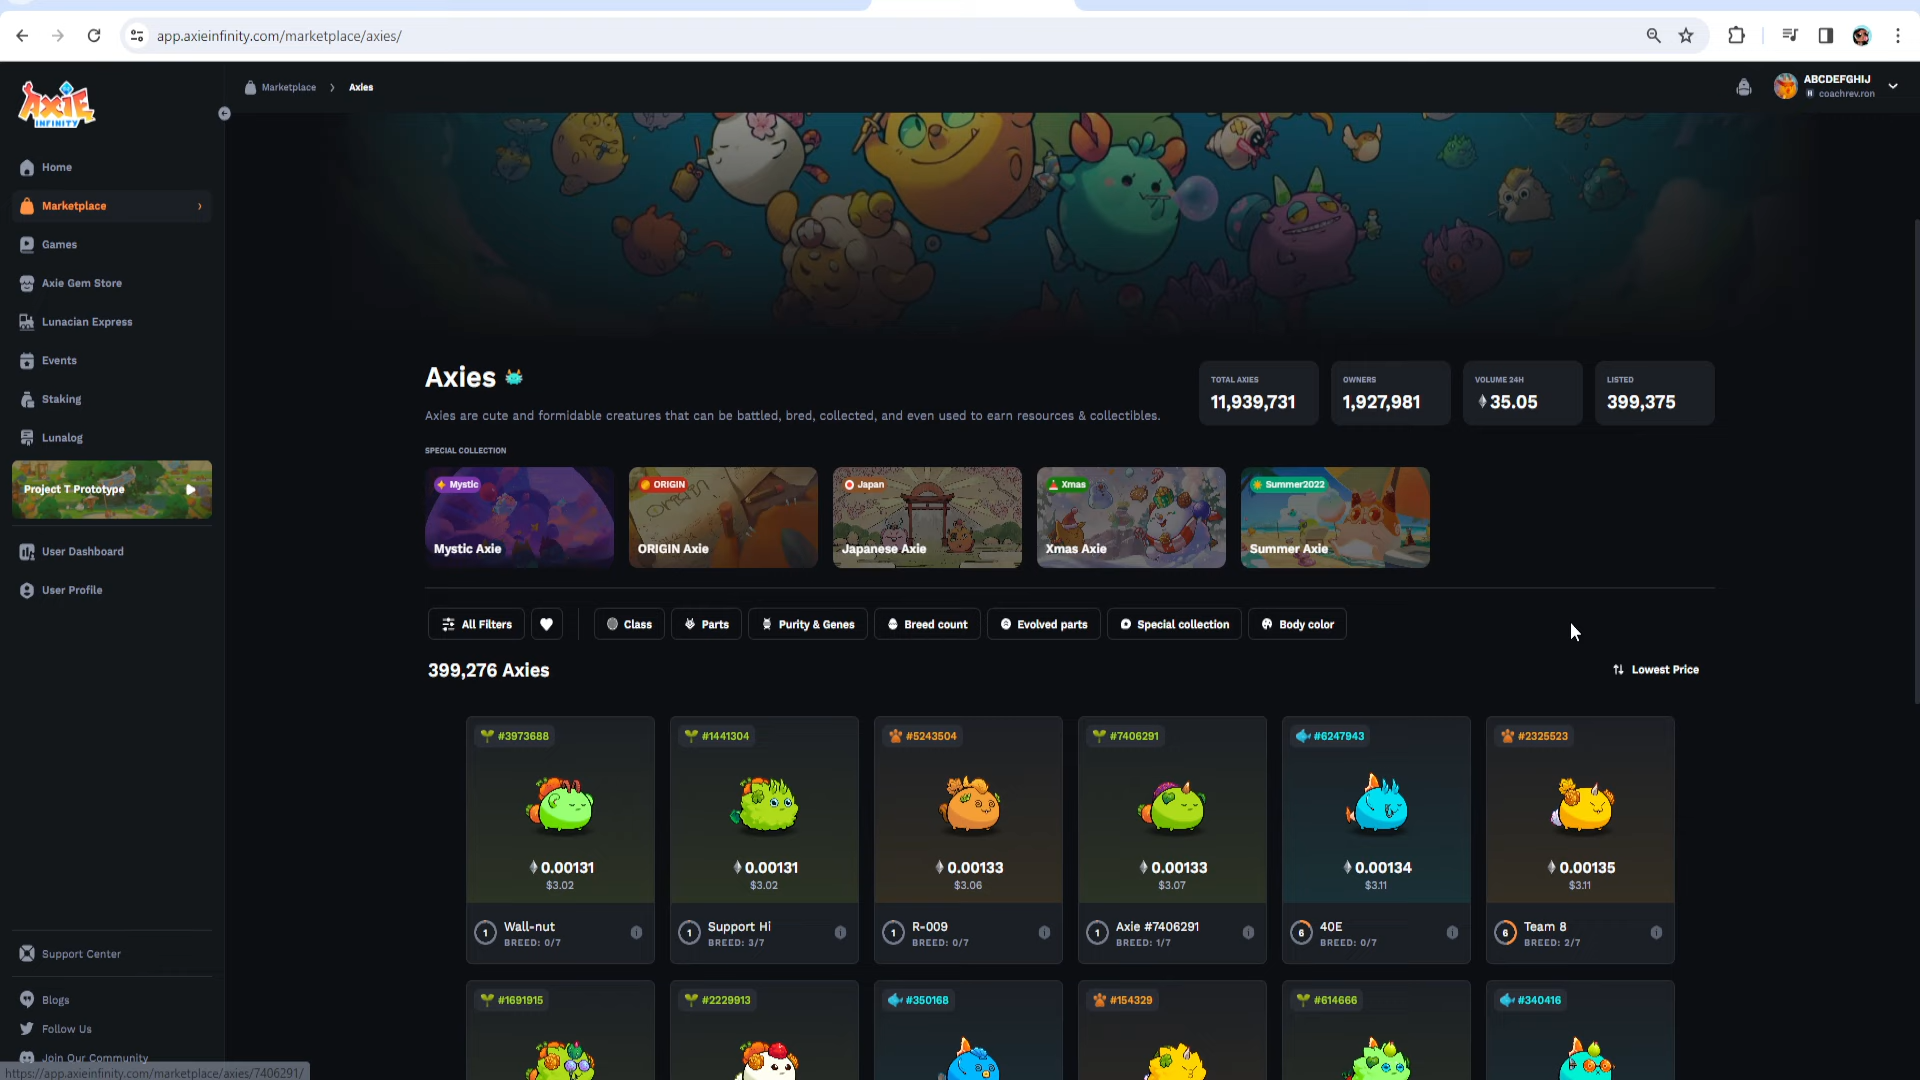 app.axieinfinity.com/marketplace/axies/
AXIE
INFINITY
Marketplace > Axies
ABCDEFGHIJ
coachrev.ron
Home
Marketplace
Games
Axie Gem Store
Lunacian Express
Events
Staking
Lunalog
Project T Prototype
User Dashboard
User Profile
Support Center
Blogs
Follow Us
Join Our Community
https://app.axieinfinity.com/marketplace/axies/7406291/
Axies
Axies are cute and formidable creatures that can be battled, bred, collected, and even used to earn resources & collectibles.
TOTAL AXIES
11,939,731
OWNERS
1,927,981
VOLUME 24H
35.05
LISTED
399,375
SPECIAL COLLECTION
Mystic
Mystic Axie
ORIGIN
Origin
ORIGIN Axie
Japan
Japanese Axie
Xmas
Xmas Axie
Summer2022
Summer Axie
All Filters Class Parts Purity & Genes Breed count Evolved parts Special collection Body color
399,276 Axies
Lowest Price
#3973688
0.00131
$3.02
1 Wall-nut
BREED: 0/7
#1441304
0.00131
$3.02
1 Support Hi
BREED: 3/7
#5243504
0.00133
$3.06
1 R-009
BREED: 0/7
#7406291
0.00133
$3.07
1 Axie #7406291
BREED: 1/7
#6247943
0.00134
$3.11
6 40E
BREED: 0/7
#2325523
0.00135
$3.11
6 Team 8
BREED: 2/7
#1691915
#2229913
#350168
#154329
#614666
#340416